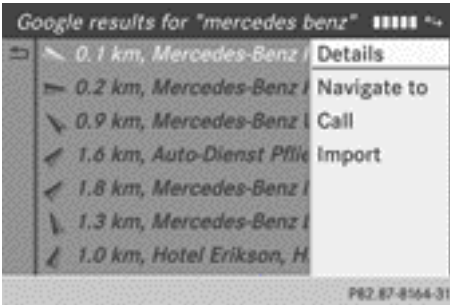 Google results for "mercedes benz"
0.1 km, Mercedes-Benz
Details
0.2 km, Mercedes-Benz
Navigate to
0.9 km, Mercedes-Benz
Call
1.6 km, Auto-Dienst Pflie
Import
1.8 km, Mercedes-Benz
1.3 km, Mercedes-Benz
1.0 km, Hotel Erikson, H
P82.87-8164-31